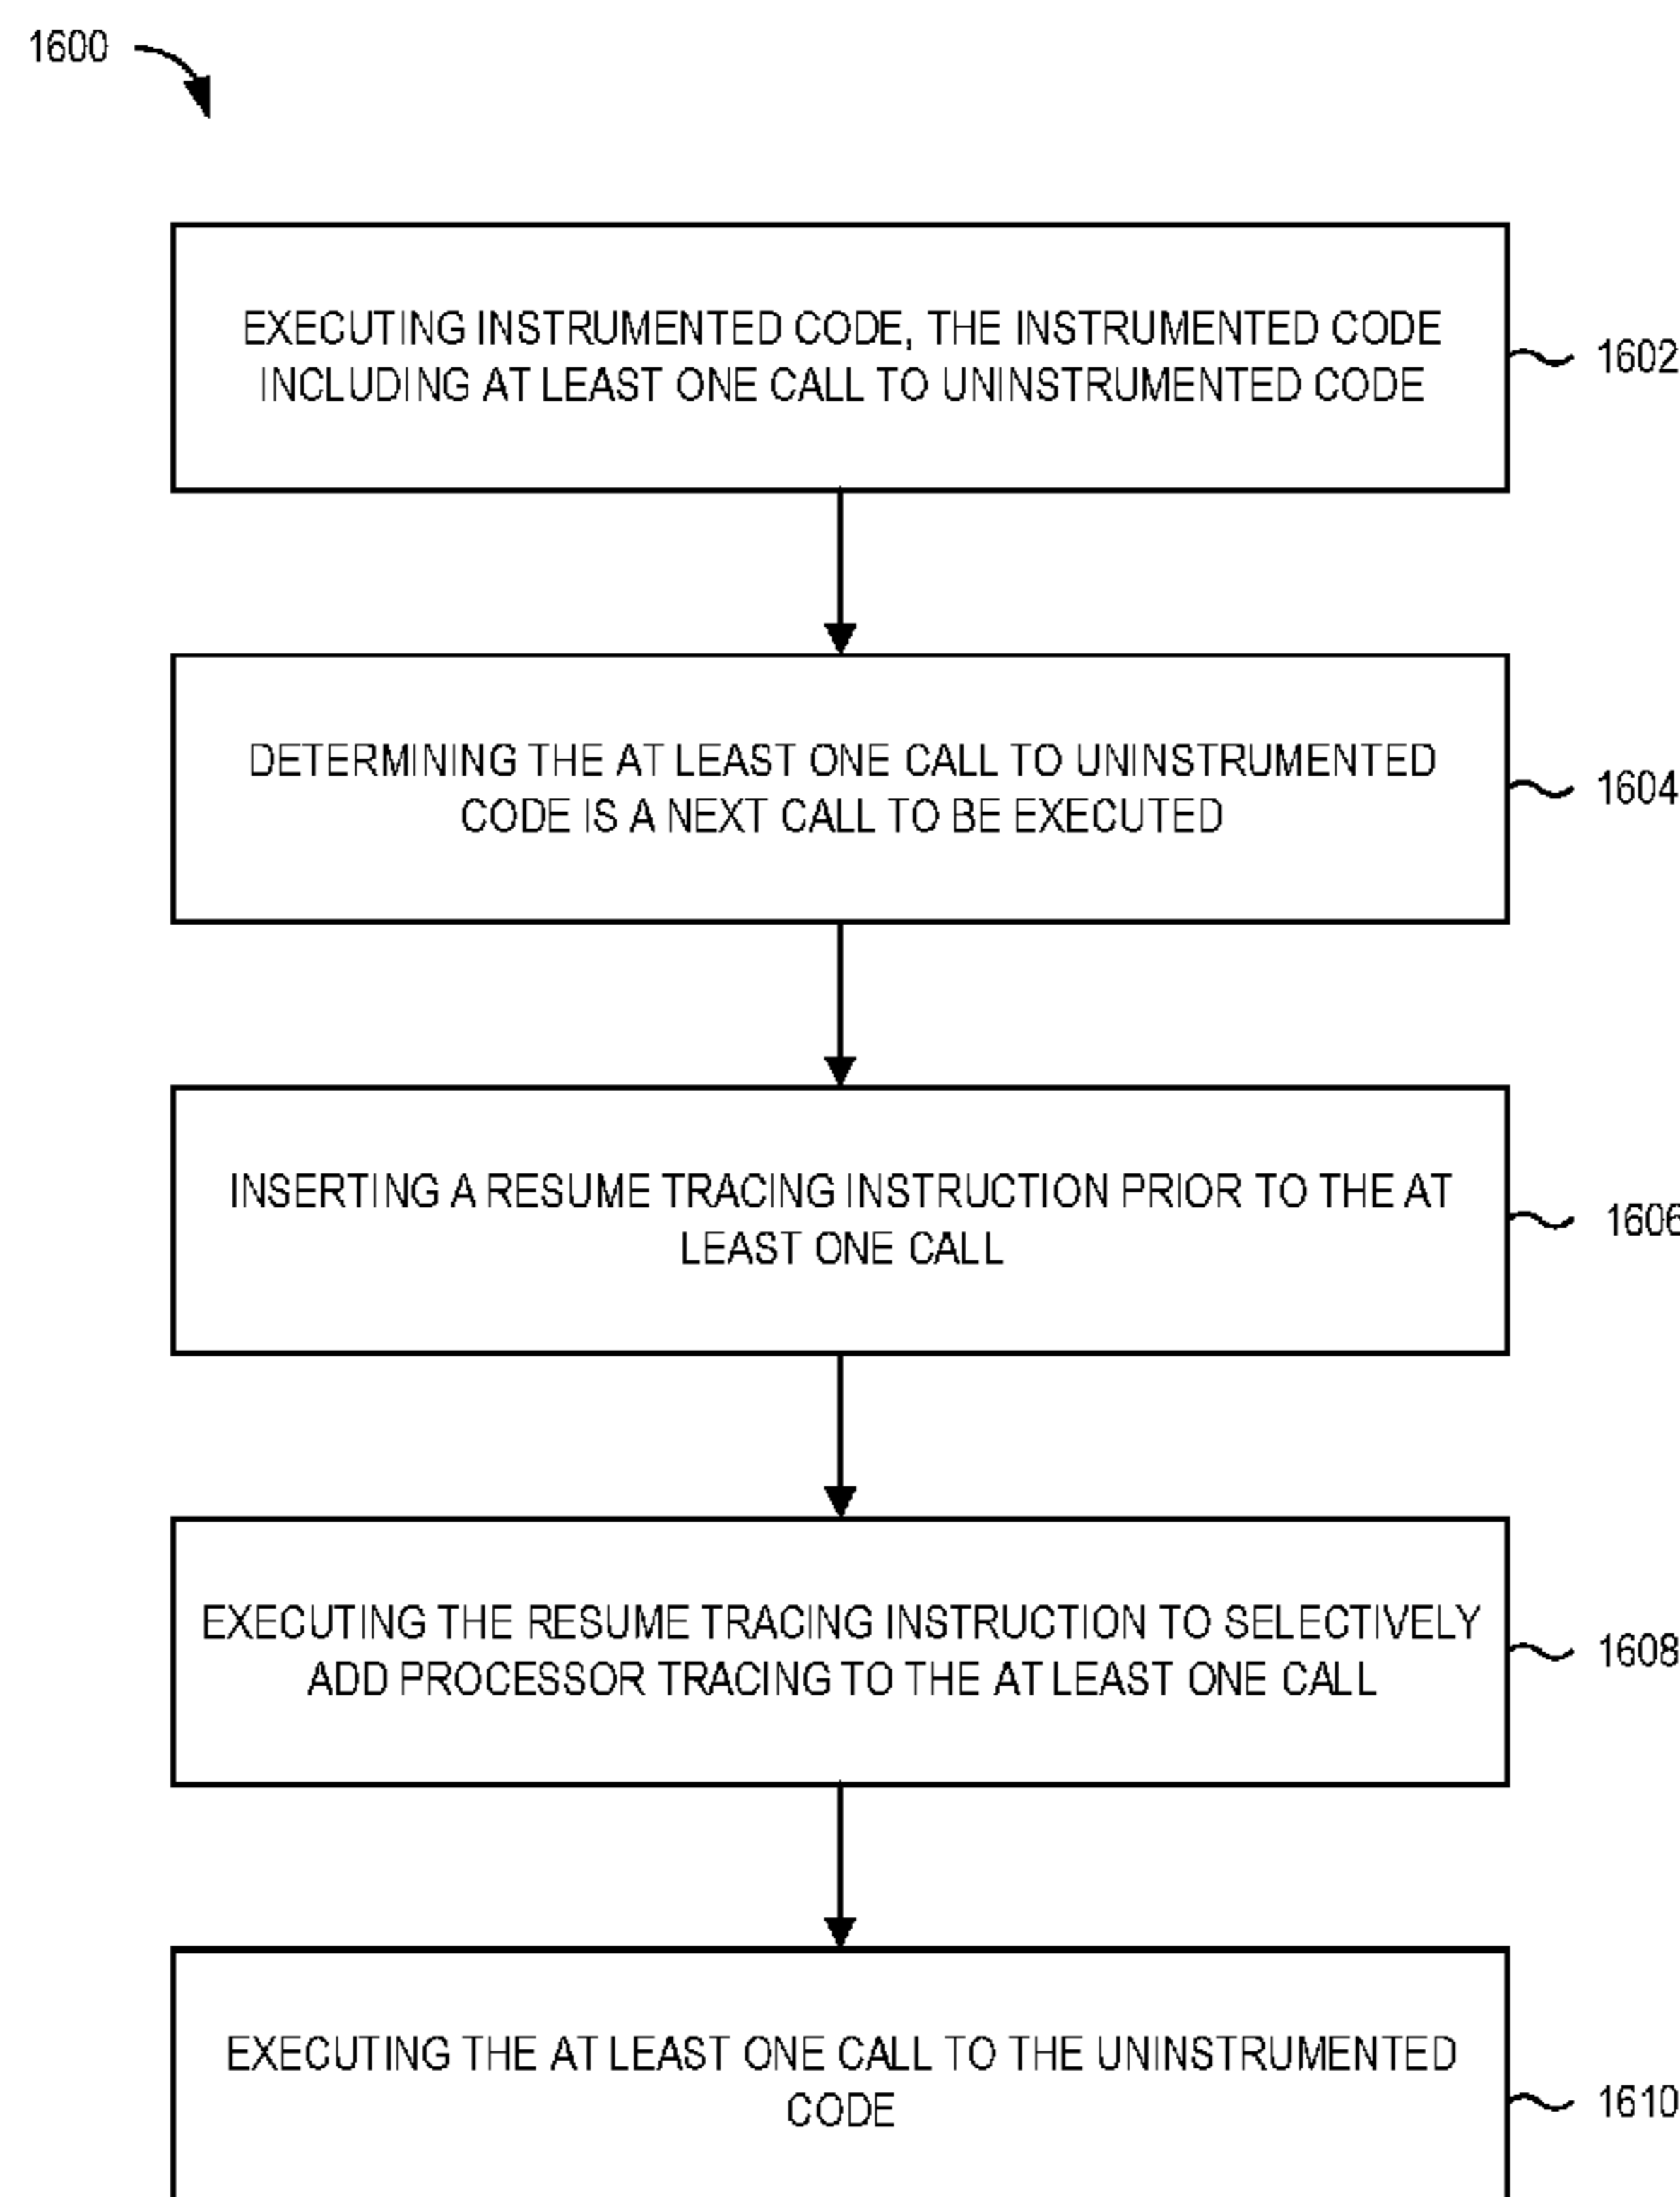 1600
EXECUTING INSTRUMENTED CODE, THE INSTRUMENTED CODE
INCLUDING AT LEAST ONE CALL TO UNINSTRUMENTED CODE
1602
DETERMINING THE AT LEAST ONE CALL TO UNINSTRUMENTED
CODE IS A NEXT CALL TO BE EXECUTED
1604
INSERTING A RESUME TRACING INSTRUCTION PRIOR TO THE AT
LEAST ONE CALL
1606
EXECUTING THE RESUME TRACING INSTRUCTION TO SELECTIVELY
ADD PROCESSOR TRACING TO THE AT LEAST ONE CALL
1608
EXECUTING THE AT LEAST ONE CALL TO THE UNINSTRUMENTED
CODE
1610